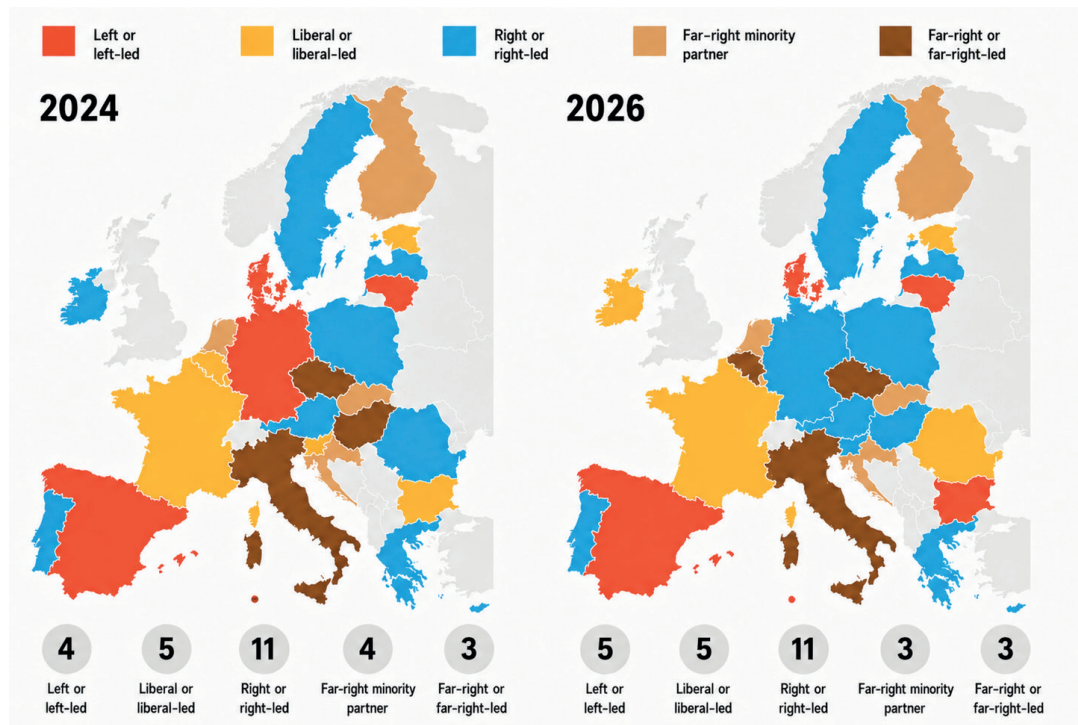 Left or
left-led
Liberal or
liberal-led
Right or
right-led
Far-right minority
partner
Far-right or
far-right-led
2024
2026
4
5
11
4
3
Left or
left-led
Liberal or
liberal-led
Right or
right-led
Far-right minority
partner
Far-right or
far-right-led
5
5
11
3
3
Left or
left-led
Liberal or
liberal-led
Right or
right-led
Far-right minority
partner
Far-right or
far-right-led